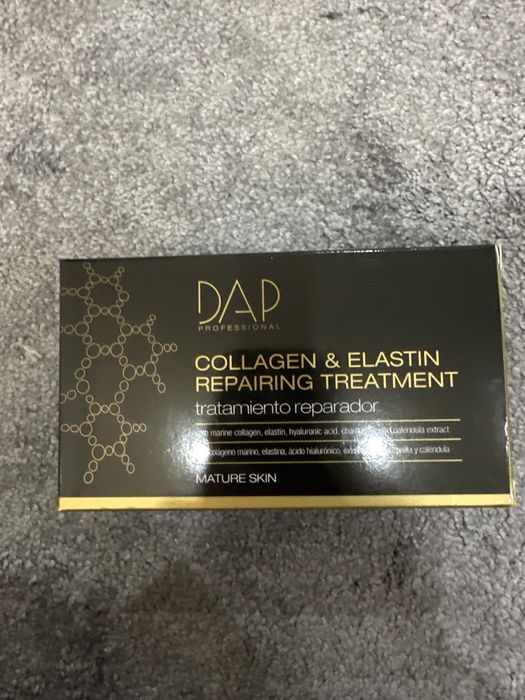 DAP
PROFESSIONAL
COLLAGEN & ELASTIN
REPAIRING TREATMENT
tratamiento reparador
marine collagen, elastin, hyaluronic acid, calendula extract
colágeno marino, elastina, ácido hialurónico, y caléndula
MATURE SKIN